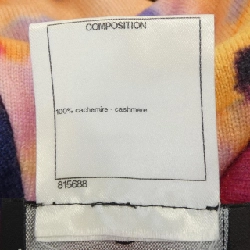 COMPOSITION
100% cachemire - cashmere
815688